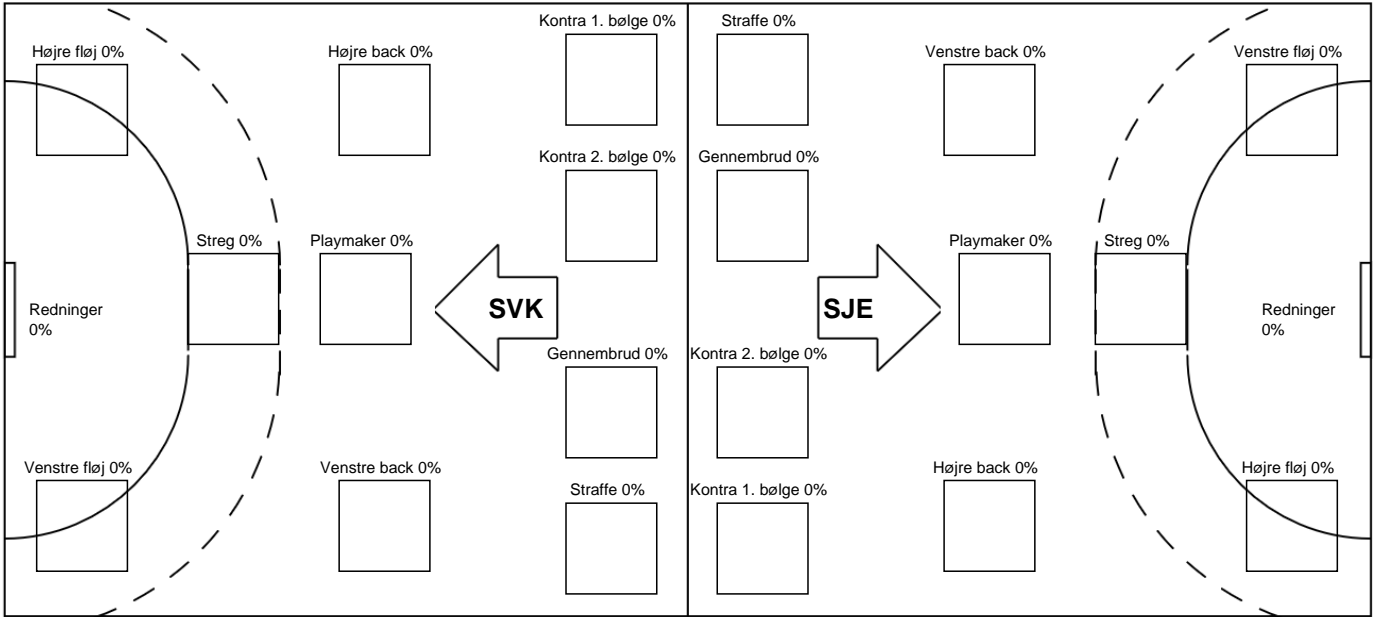 Kontra 1. bølge 0%
Straffe 0%
Højre fløj 0%
Højre back 0%
Venstre back 0%
Venstre fløj 0%
Kontra 2. bølge 0%
Gennembrud 0%
Streg 0%
Playmaker 0%
Playmaker 0%
Streg 0%
Redninger
0%
SVK
SJE
Redninger
0%
Gennembrud 0%
Kontra 2. bølge 0%
Venstre fløj 0%
Venstre back 0%
Højre back 0%
Højre fløj 0%
Straffe 0%
Kontra 1. bølge 0%